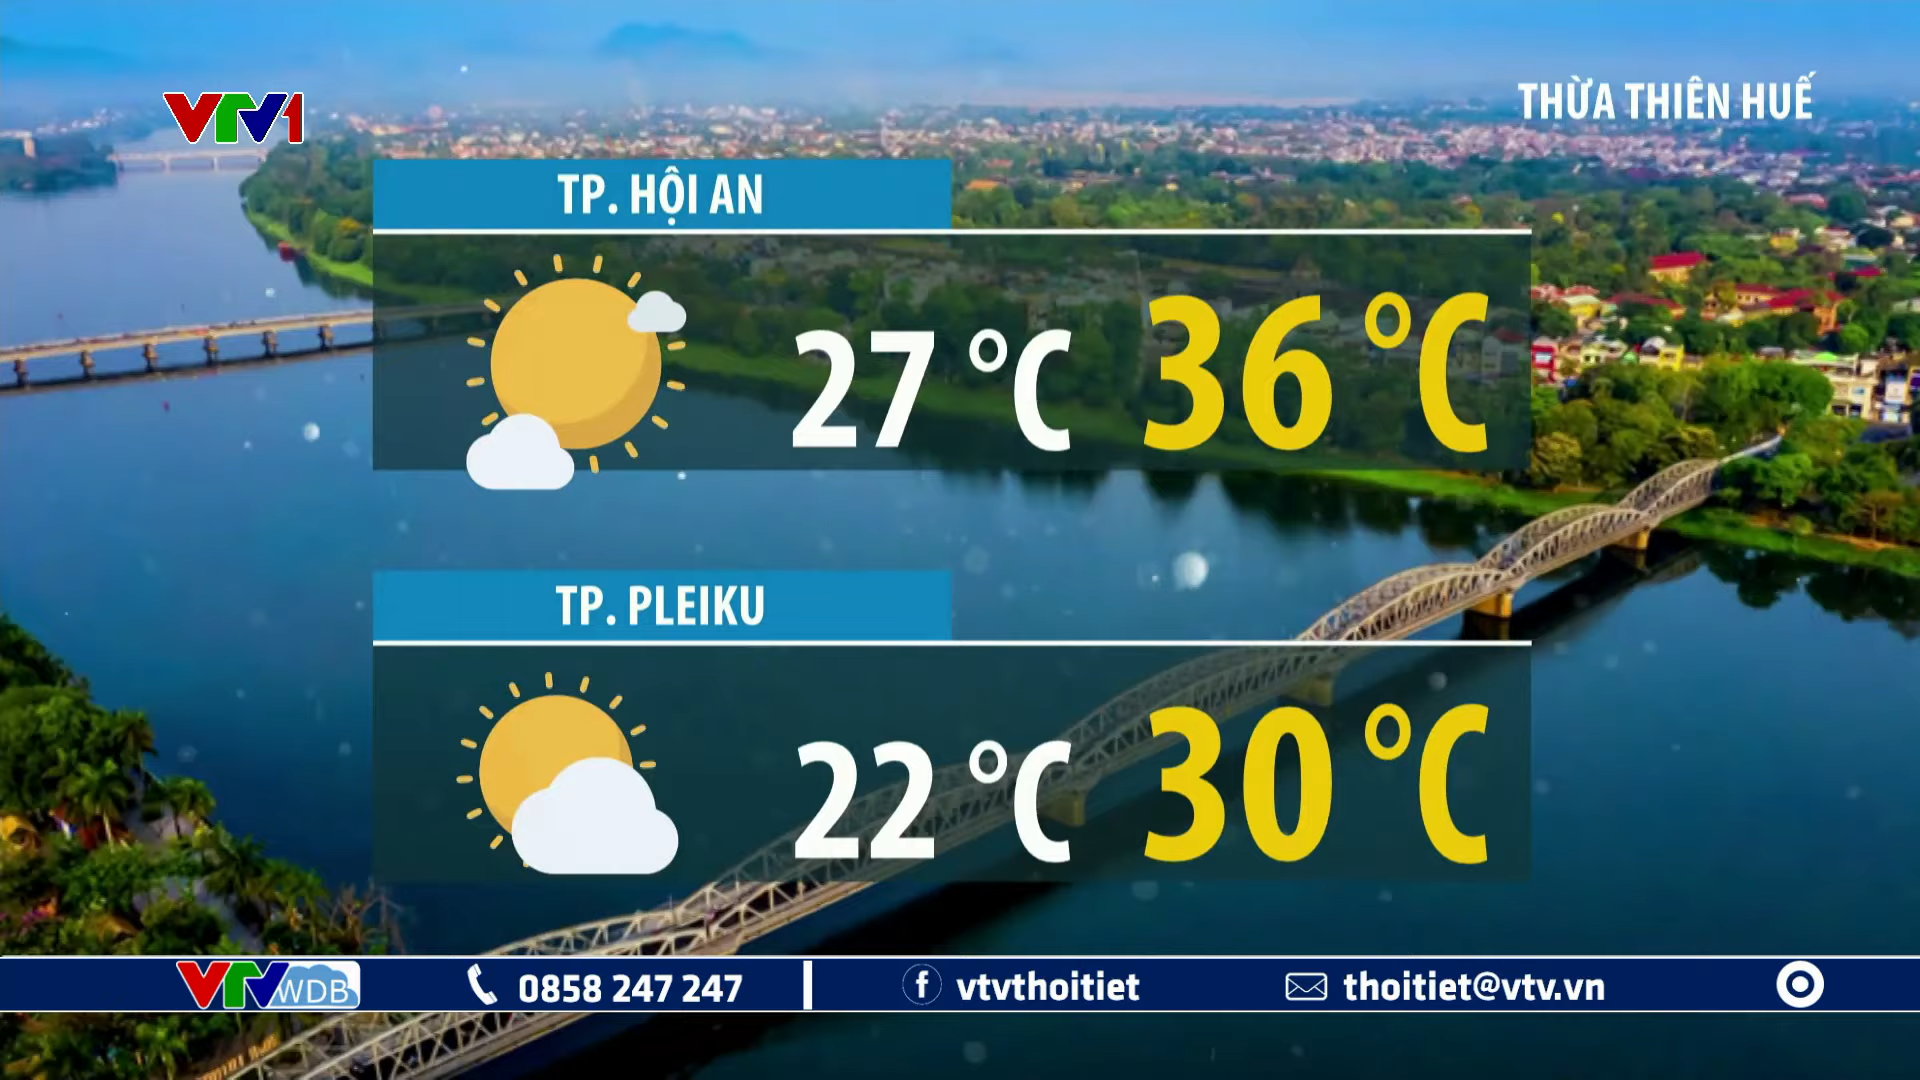 VTV1
THỪA THIÊN HUẾ
TP. HỘI AN
27 °C 36 °C
TP. PLEIKU
22 °C 30 °C
VTV WDB 0858 247 247 f vtvthoitiet thoitiet@vtv.vn